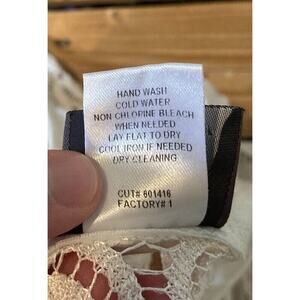 HAND WASH
COLD WATER
NON CHLORINE BLEACH
WHEN NEEDED
LAY FLAT TO DRY
COOL IRON IF NEEDED
DRY CLEANING
CUT# 601416
FACTORY# 1